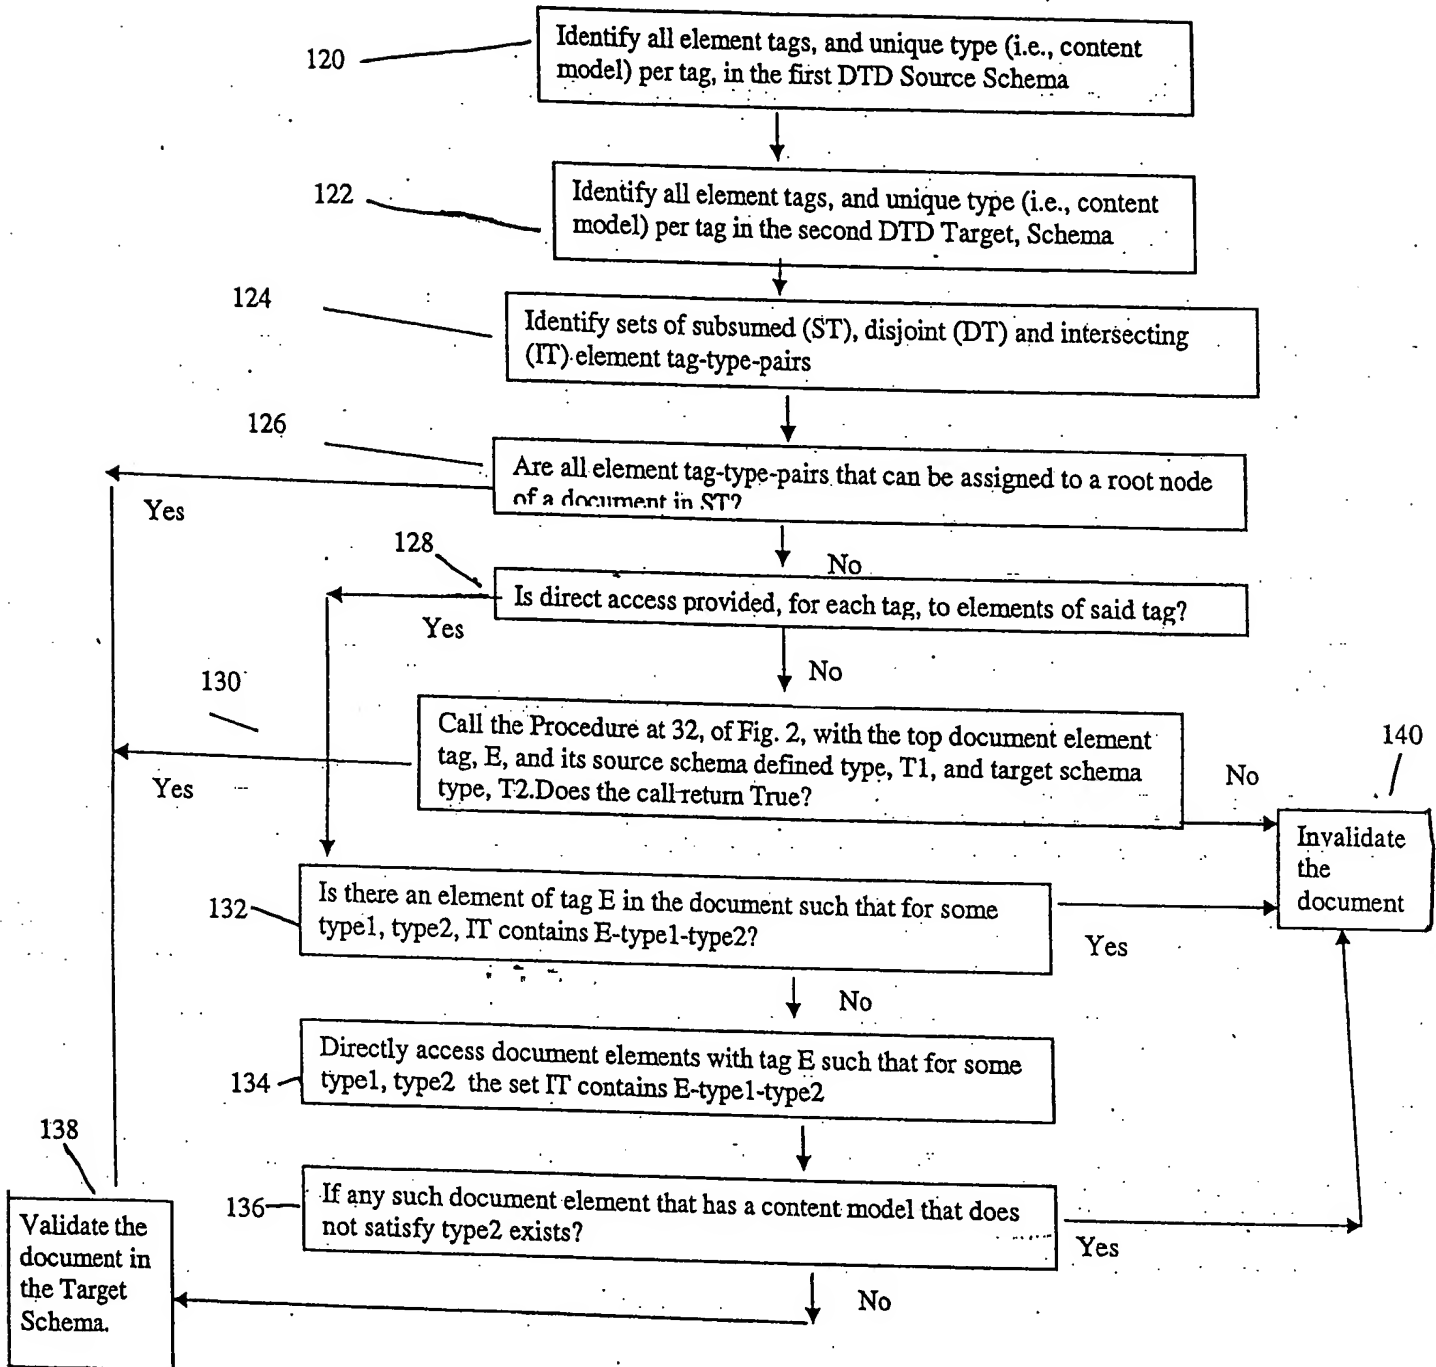 120
Identify all element tags, and unique type (i.e., content
model) per tag, in the first DTD Source Schema
122
Identify all element tags, and unique type (i.e., content
model) per tag in the second DTD Target, Schema
124
Identify sets of subsumed (ST), disjoint (DT) and intersecting
(IT) element tag-type-pairs
126
Are all element tag-type-pairs that can be assigned to a root node
of a document in ST?
Yes
No
128
Is direct access provided, for each tag, to elements of said tag?
Yes
No
130
Call the Procedure at 32, of Fig. 2, with the top document element
tag, E, and its source schema defined type, T1, and target schema
type, T2.Does the call return True?
Yes
No
140
Invalidate
the
document
132
Is there an element of tag E in the document such that for some
type1, type2, IT contains E-type1-type2?
Yes
No
134
Directly access document elements with tag E such that for some
type1, type2 the set IT contains E-type1-type2
136
If any such document element that has a content model that does
not satisfy type2 exists?
Yes
No
138
Validate the
document in
the Target
Schema.